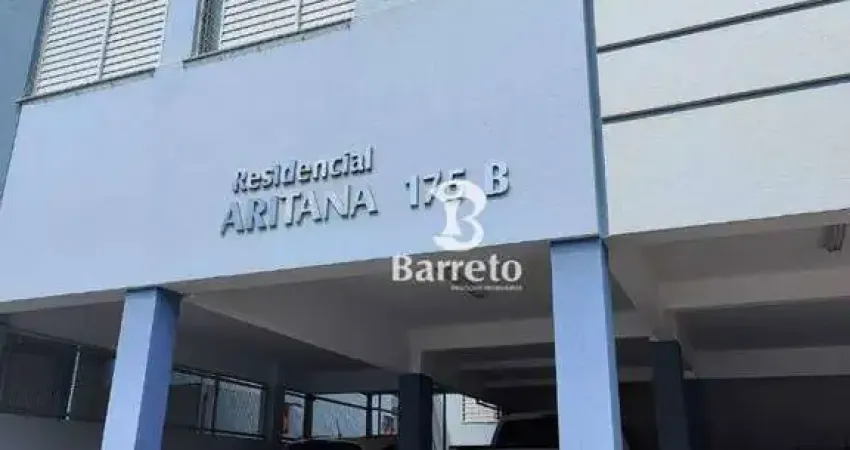 Residencial
ARITANA 175 B
Barreto